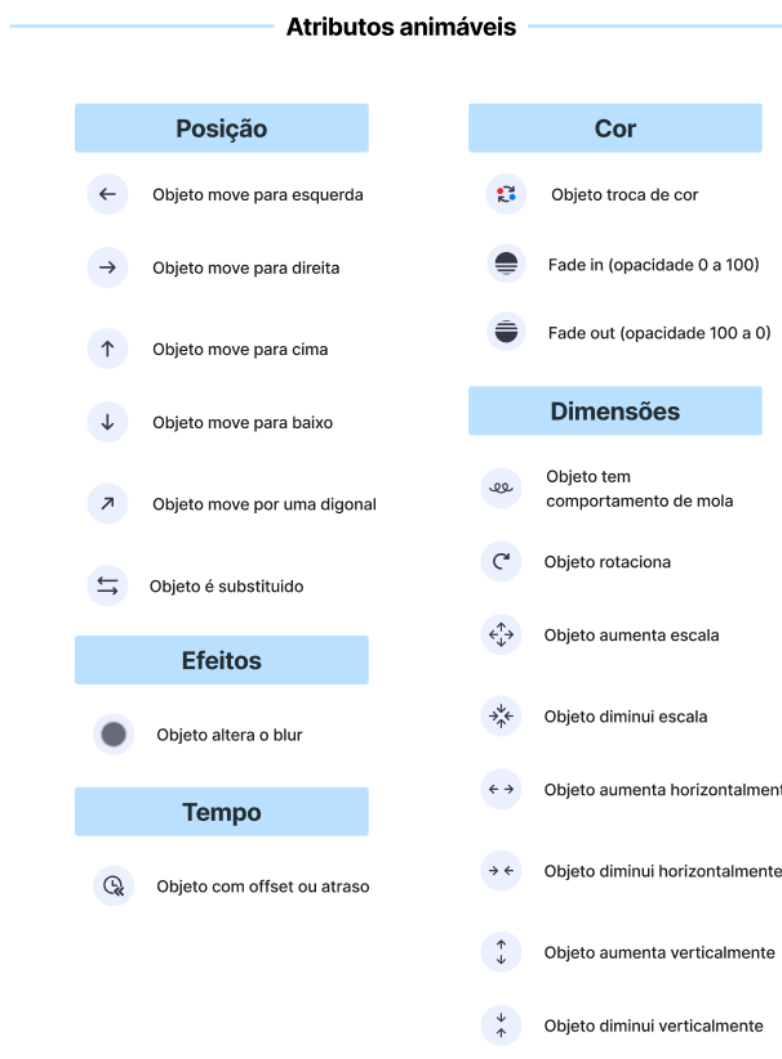 Atributos animáveis
Posição
Objeto move para esquerda
Objeto move para direita
Objeto move para cima
Objeto move para baixo
Objeto move por uma digonal
Objeto é substituido
Efeitos
Objeto altera o blur
Tempo
Objeto com offset ou atraso
Cor
Objeto troca de cor
Fade in (opacidade 0 a 100)
Fade out (opacidade 100 a 0)
Dimensões
Objeto tem
comportamento de mola
Objeto rotaciona
Objeto aumenta escala
Objeto diminui escala
Objeto aumenta horizontalment
Objeto diminui horizontalmente
Objeto aumenta verticalmente
Objeto diminui verticalmente